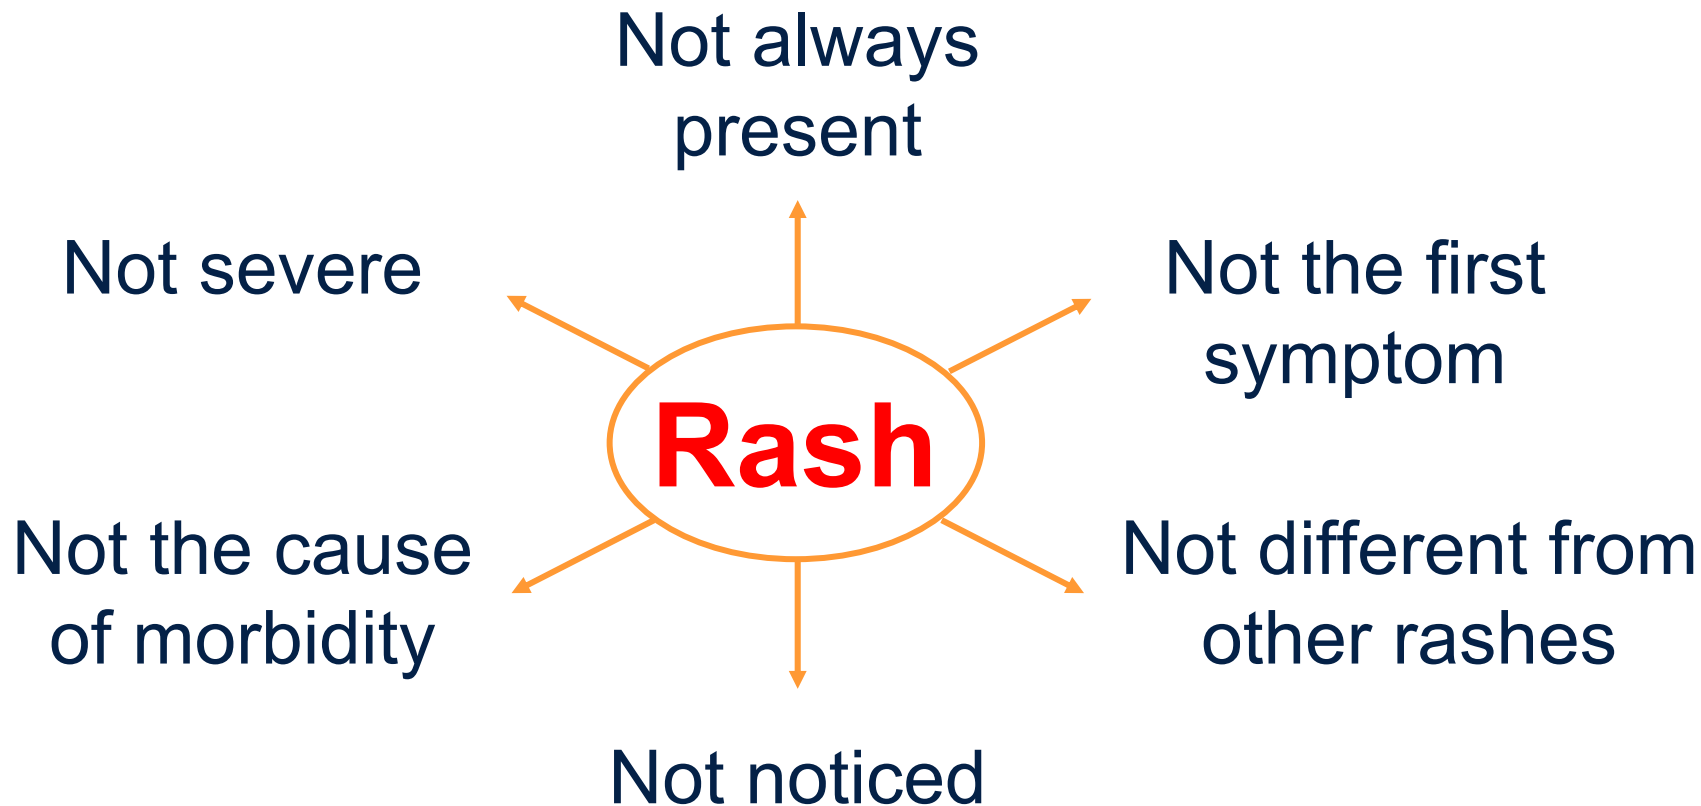 Not always
present
Not severe
Not the first
symptom
Rash
Not the cause
of morbidity
Not different from
other rashes
Not noticed